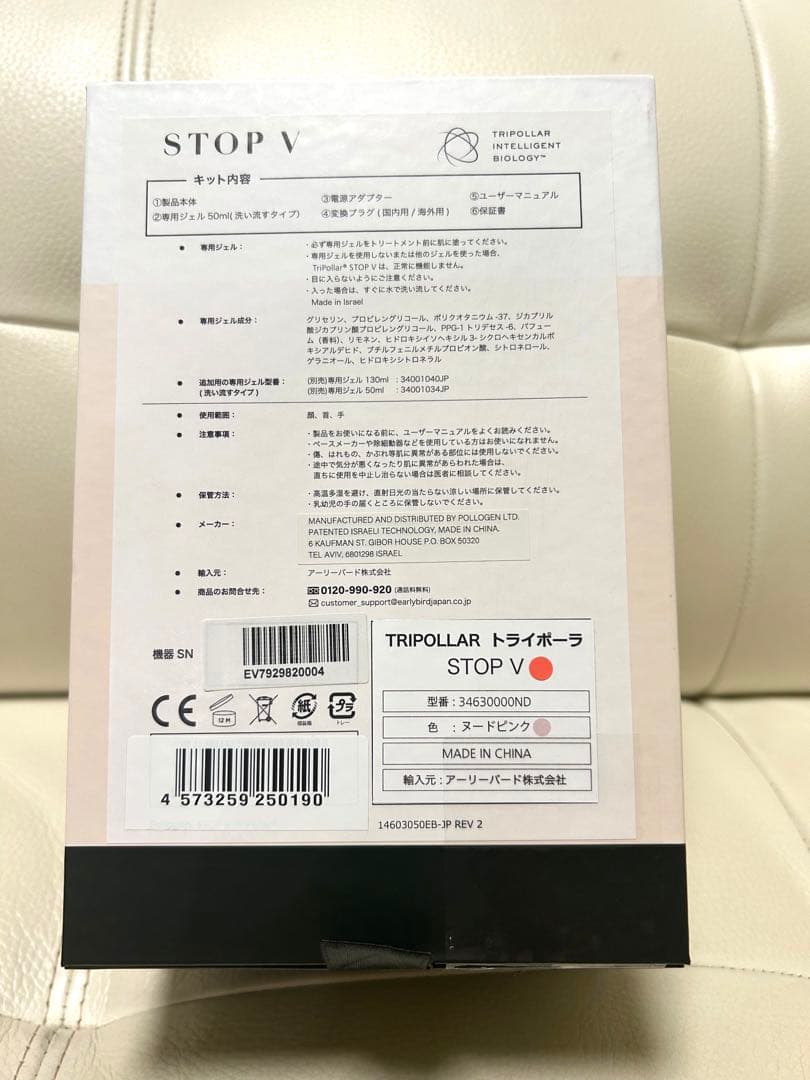 STOP V
TRIPOLLAR
INTELLIGENT
BIOLOGY™
キット内容
①製品本体
②専用ジェル 50ml(洗い流すタイプ)
③電源アダプター
④変換プラグ(国内用/海外用)
⑤ユーザーマニュアル
⑥保証書
• 専用ジェル:
・必ず専用ジェルをトリートメント前に肌に塗ってください。
・専用ジェルを使用しないまたは他のジェルを使った場合、
TriPollar® STOP V は、正常に機能しません。
・目に入らないようにご注意ください。
・入った場合は、すぐに水で洗い流してください。
Made in Israel
• 専用ジェル成分:
グリセリン、プロピレングリコール、ポリクオタニウム -37、ジカプリル
酸ジカプリン酸プロピレングリコール、PPG-1 トリデセス -6、パフュー
ム(香料)、リモネン、ヒドロキシイソヘキシル 3- シクロヘキセンカルボ
キシアルデヒド、ブチルフェニルメチルプロピオン酸、シトロネロール、
ゲラニオール、ヒドロキシシトロネラル
• 追加用の専用ジェル型番:
(洗い流すタイプ)
(別売)専用ジェル 130ml :34001040JP
(別売)専用ジェル 50ml :34001034JP
• 使用範囲:
顔、首、手
• 注意事項:
・製品をお使いになる前に、ユーザーマニュアルをよくお読みください。
・ペースメーカーや除細動器などを使用している方はお使いになれません。
・傷、はれもの、かぶれ等肌に異常がある部位には使用しないでください。
・途中で気分が悪くなったり肌に異常があらわれた場合は、
直ちに使用を中止し治らない場合は医者に相談してください。
• 保管方法:
・高温多湿を避け、直射日光の当たらない涼しい場所に保管してください。
・乳幼児の手の届くところに保管しないでください。
• メーカー:
MANUFACTURED AND DISTRIBUTED BY POLLOGEN LTD.
PATENTED ISRAELI TECHNOLOGY, MADE IN CHINA.
6 KAUFMAN ST. GIBOR HOUSE P.O. BOX 50320
TEL AVIV, 6801298 ISRAEL
• 輸入元:
アーリーバード株式会社
• 商品のお問合せ先:
0120-990-920 (通話料無料)
customer_support@earlybirdjapan.co.jp
機器 SN
EV7929820004
CE
12 M
紙
個装箱
プラ
トレー
4 573259 250190
TRIPOLLAR トライポーラ
STOP V
型番:34630000ND
色 :ヌードピンク
MADE IN CHINA
輸入元:アーリーバード株式会社
14603050EB-JP REV 2